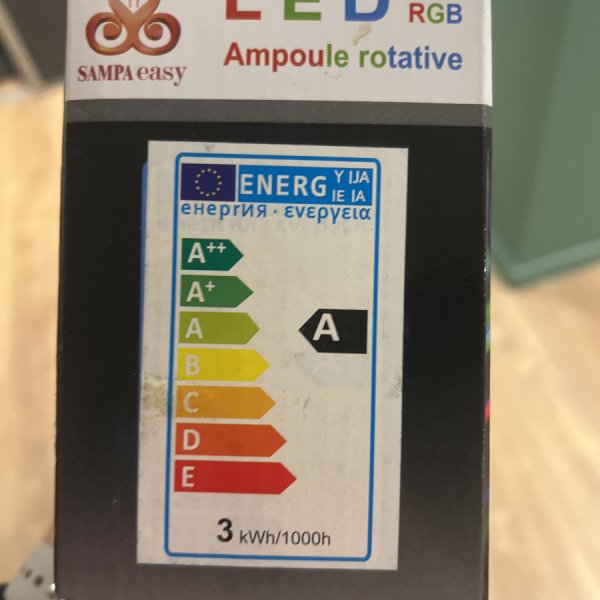 LED RGB
SAMPA easy
Ampoule rotative
ENERG Y IJA
IE IA
енергия · ενεργεια
A++
A+
A
A
B
C
D
E
3 kWh/1000h